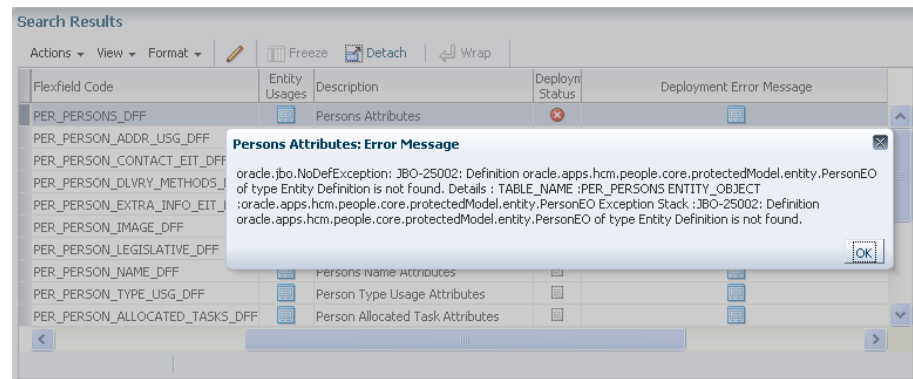 Search Results
Actions View Format Freeze Detach Wrap
Flexfield Code Entity Usages Description Deployn Status Deployment Error Message
PER_PERSONS_DFF Persons Attributes
PER_PERSON_ADDR_USG_DFF
PER_PERSON_CONTACT_EIT_DFF
PER_PERSON_DLVRY_METHODS_
PER_PERSON_EXTRA_INFO_EIT_
PER_PERSON_IMAGE_DFF
PER_PERSON_LEGISLATIVE_DFF
Persons Attributes: Error Message
oracle.jbo.NoDefException: JBO-25002: Definition oracle.apps.hcm.people.core.protectedModel.entity.PersonEO
of type Entity Definition is not found. Details : TABLE_NAME :PER_PERSONS ENTITY_OBJECT
:oracle.apps.hcm.people.core.protectedModel.entity.PersonEO Exception Stack :JBO-25002: Definition
oracle.apps.hcm.people.core.protectedModel.entity.PersonEO of type Entity Definition is not found.
OK
PER_PERSON_NAME_DFF Persons Name Attributes
PER_PERSON_TYPE_USG_DFF Person Type Usage Attributes
PER_PERSON_ALLOCATED_TASKS_DFF Person Allocated Task Attributes